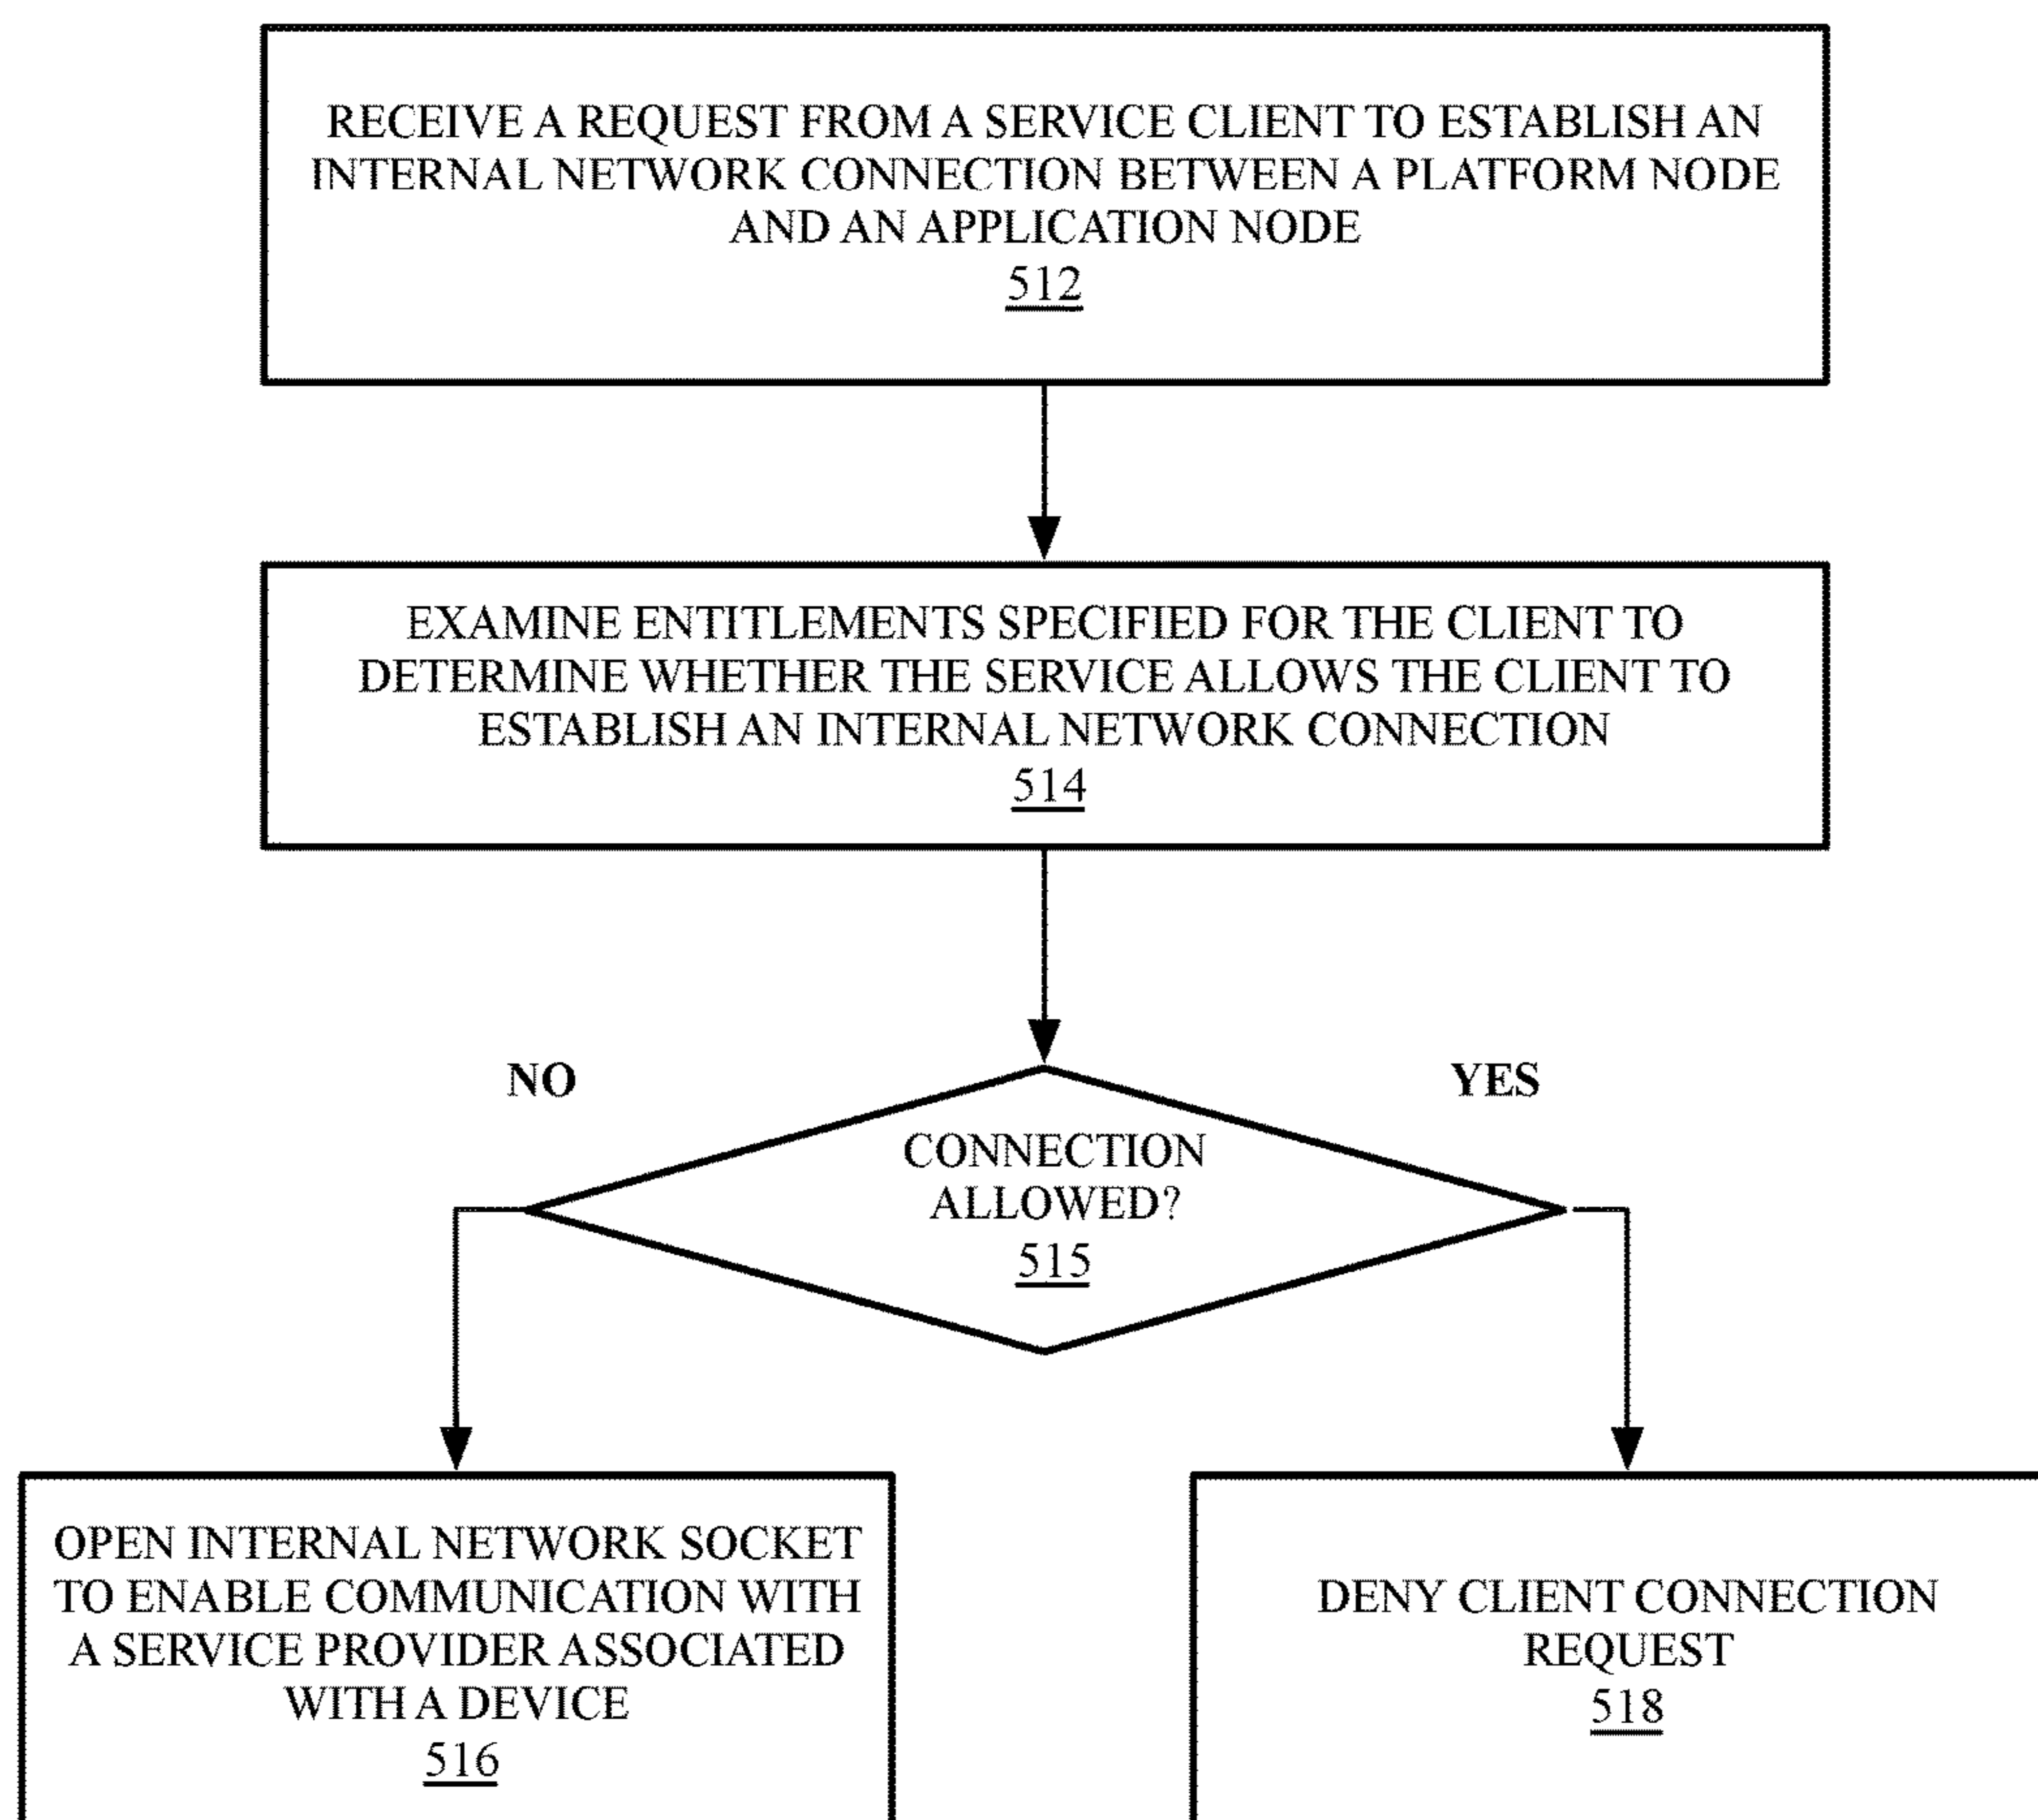 RECEIVE A REQUEST FROM A SERVICE CLIENT TO ESTABLISH AN
INTERNAL NETWORK CONNECTION BETWEEN A PLATFORM NODE
AND AN APPLICATION NODE
512
EXAMINE ENTITLEMENTS SPECIFIED FOR THE CLIENT TO
DETERMINE WHETHER THE SERVICE ALLOWS THE CLIENT TO
ESTABLISH AN INTERNAL NETWORK CONNECTION
514
NO
YES
CONNECTION
ALLOWED?
515
OPEN INTERNAL NETWORK SOCKET
TO ENABLE COMMUNICATION WITH
A SERVICE PROVIDER ASSOCIATED
WITH A DEVICE
516
DENY CLIENT CONNECTION
REQUEST
518